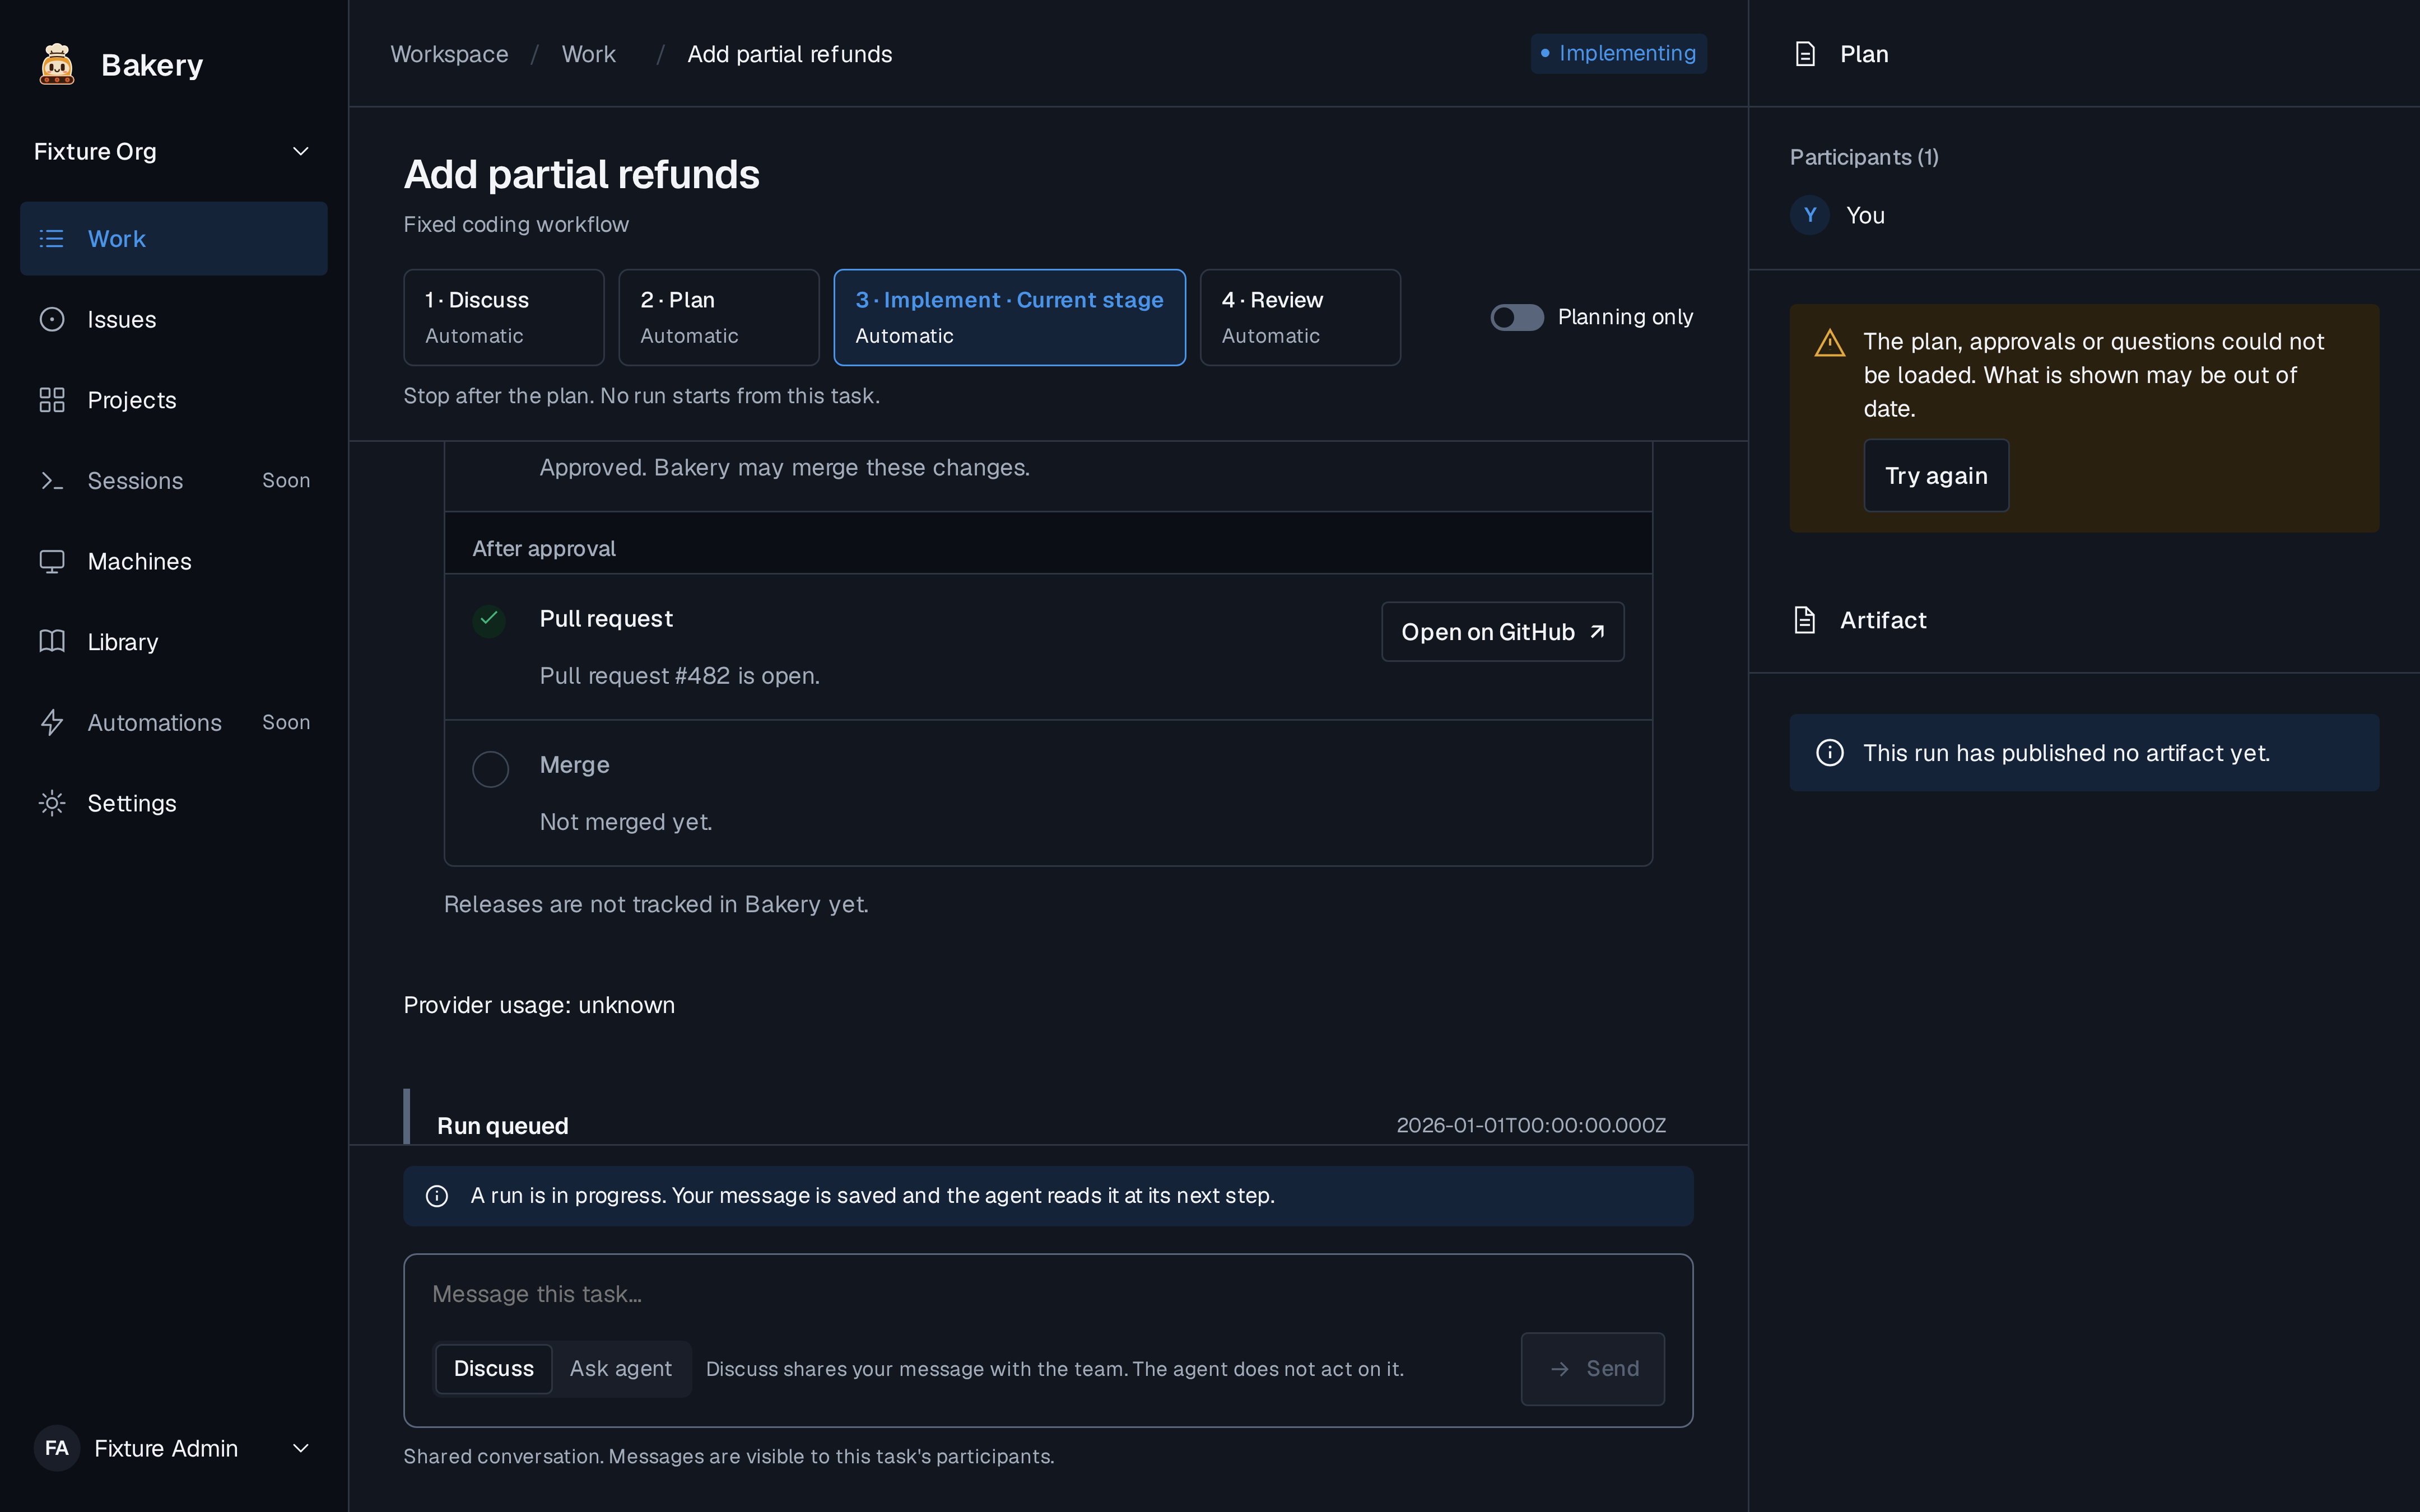 Bakery
Fixture Org
Work
Issues
Projects
Sessions Soon
Machines
Library
Automations Soon
Settings
FA Fixture Admin
Workspace / Work / Add partial refunds
Implementing
Add partial refunds
Fixed coding workflow
1 · Discuss
Automatic
2 · Plan
Automatic
3 · Implement · Current stage
Automatic
4 · Review
Automatic
Planning only
Stop after the plan. No run starts from this task.
Approved. Bakery may merge these changes.
After approval
Pull request
Open on GitHub
Pull request #482 is open.
Merge
Not merged yet.
Releases are not tracked in Bakery yet.
Provider usage: unknown
Run queued 2026-01-01T00:00:00.000Z
A run is in progress. Your message is saved and the agent reads it at its next step.
Message this task…
Discuss Ask agent Discuss shares your message with the team. The agent does not act on it. Send
Shared conversation. Messages are visible to this task's participants.
Plan
Participants (1)
Y You
The plan, approvals or questions could not
be loaded. What is shown may be out of
date.
Try again
Artifact
This run has published no artifact yet.